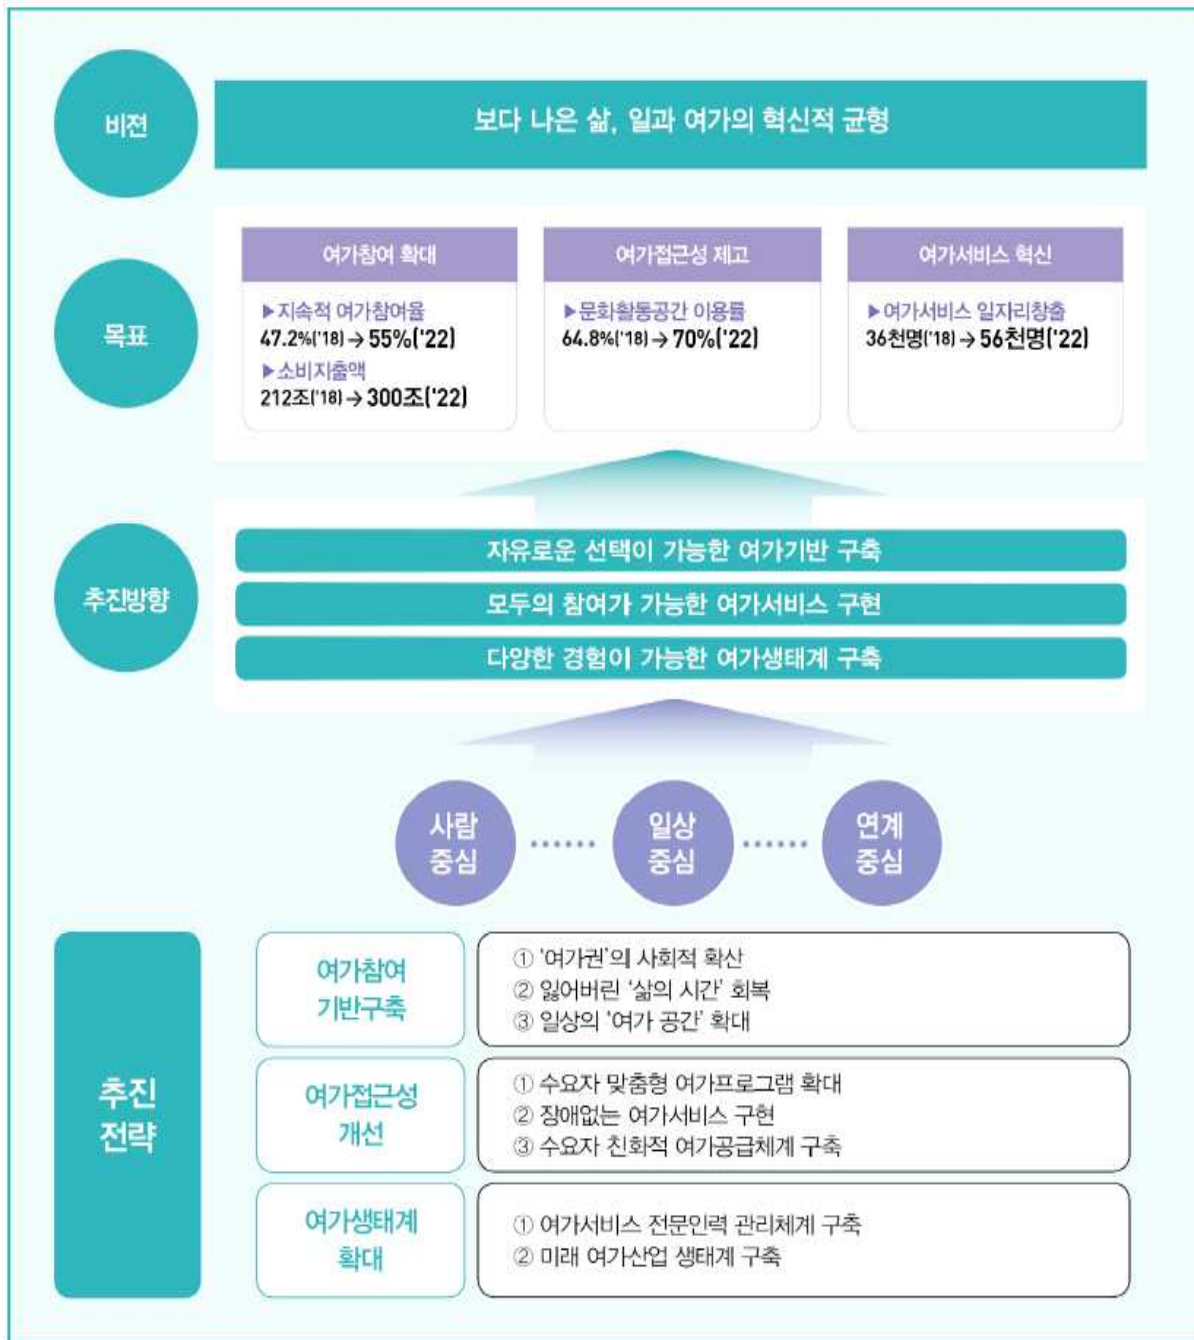 비젼
보다 나은 삶, 일과 여가의 혁신적 균형
목표
여가참여 확대
▶지속적 여가참여율
47.2%('18)→55%('22)
▶소비지출액
212조('18)→300조('22)
여가접근성 제고
▶문화활동공간 이용률
64.8%('18)→70%('22)
여가서비스 혁신
▶여가서비스 일자리창출
36천명('18)→56천명('22)
추진방향
자유로운 선택이 가능한 여가기반 구축
모두의 참여가 가능한 여가서비스 구현
다양한 경험이 가능한 여가생태계 구축
사람
중심
일상
중심
연계
중심
추진
전략
여가참여
기반구축
① '여가권'의 사회적 확산
② 잃어버린 '삶의 시간' 회복
③ 일상의 '여가 공간' 확대
여가접근성
개선
① 수요자 맞춤형 여가프로그램 확대
② 장애없는 여가서비스 구현
③ 수요자 친화적 여가공급체계 구축
여가생태계
확대
① 여가서비스 전문인력 관리체계 구축
② 미래 여가산업 생태계 구축